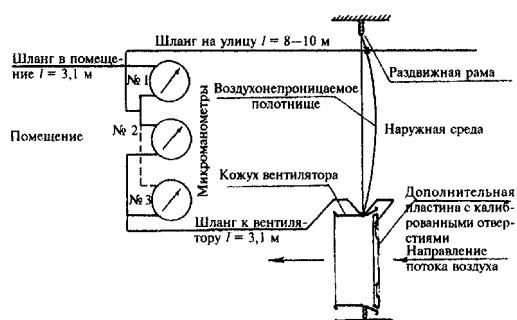 Шланг на улицу l = 8—10 м
Шланг в помеще-
ние l = 3,1 м
№ 1
Раздвижная рама
Воздухонепроницаемое
полотнище
Микроманометры
№ 2
Помещение
Наружная среда
Кожух вентилятора
№3
Дополнительная
пластина с калиб-
рованными отвер-
стиями
Шланг к вентиля-
тору l = 3,1 м
Направление
потока воздуха